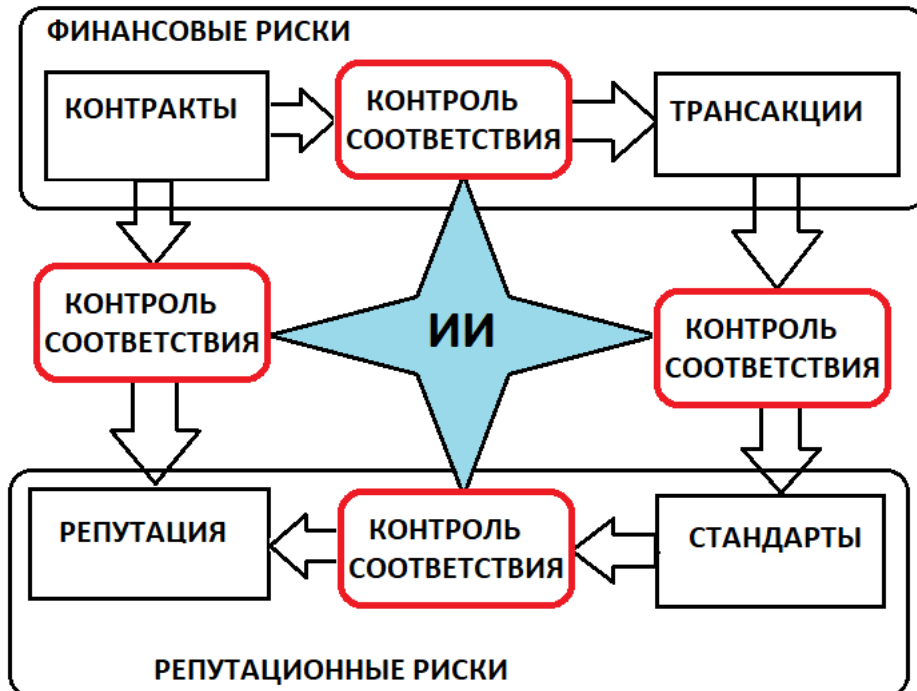 ФИНАНСОВЫЕ РИСКИ
КОНТРАКТЫ
КОНТРОЛЬ
СООТВЕТСТВИЯ
ТРАНСАКЦИИ
КОНТРОЛЬ
СООТВЕТСТВИЯ
ИИ
КОНТРОЛЬ
СООТВЕТСТВИЯ
РЕПУТАЦИЯ
КОНТРОЛЬ
СООТВЕТСТВИЯ
СТАНДАРТЫ
РЕПУТАЦИОННЫЕ РИСКИ